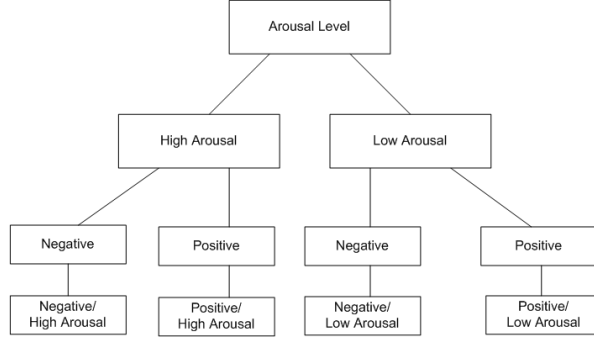 Arousal Level
High Arousal
Low Arousal
Negative
Positive
Negative
Positive
Negative/
High Arousal
Positive/
High Arousal
Negative/
Low Arousal
Positive/
Low Arousal